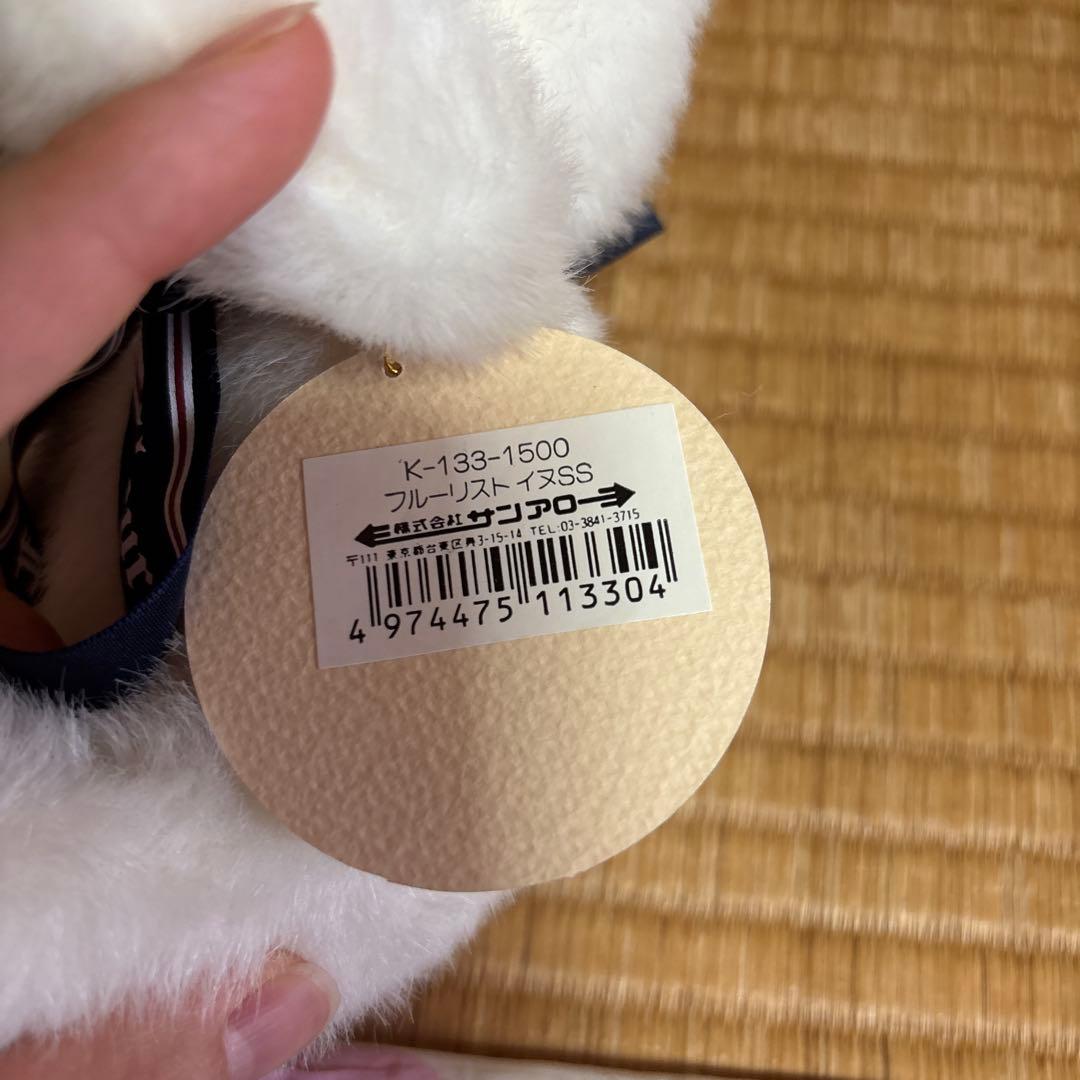 K-133-1500
フルーリスト イヌSS
株式会社 サンアロー
〒111 東京都台東区寿3-15-14 TEL:03-3841-3715
4 974475 113304